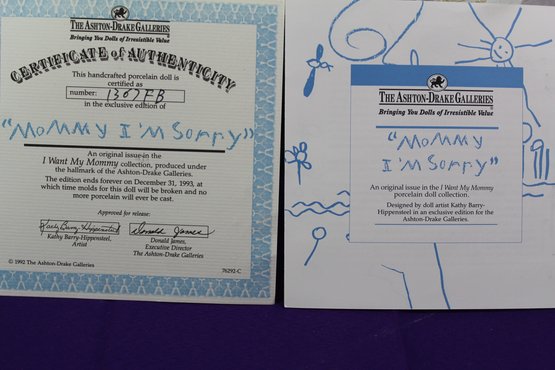 THE ASHTON-DRAKE GALLERIES
Bringing You Dolls of Irresistible Value
CERTIFICATE of AUTHENTICITY
This handcrafted porcelain doll is
certified as
number: 1367FB
in the exclusive edition of
"MOMMY I'M SORRY"
An original issue in the
I Want My Mommy collection, produced under
the hallmark of the Ashton-Drake Galleries.
The edition ends forever on December 31, 1993, at
which time molds for this doll will be broken and no
more porcelain will ever be cast.
Approved for release:
Kathy Barry-Hippensteel
Donald James
Kathy Barry-Hippensteel,
Artist
Donald James,
Executive Director
The Ashton-Drake Galleries
© 1992 The Ashton-Drake Galleries
76292-C
THE ASHTON-DRAKE GALLERIES
Bringing You Dolls of Irresistible Value
"MOMMY
I'M SORRY"
An original issue in the I Want My Mommy
porcelain doll collection.
Designed by doll artist Kathy Barry-
Hippensteel in an exclusive edition for the
Ashton-Drake Galleries.